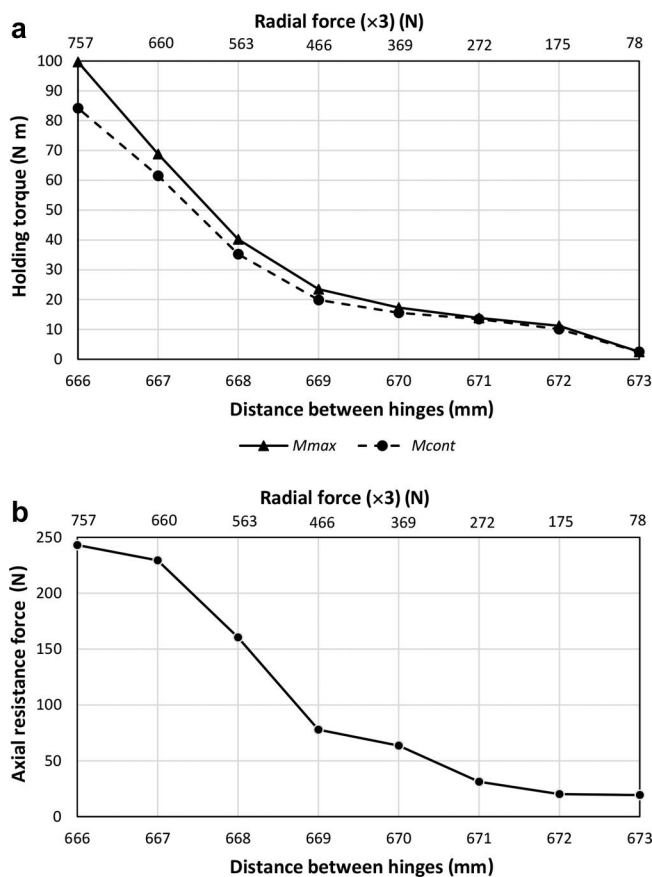 a
Radial force (×3) (N)
757 660 563 466 369 272 175 78
Holding torque (N m)
100
90
80
70
60
50
40
30
20
10
0
666 667 668 669 670 671 672 673
Distance between hinges (mm)
Mmax Mcont
b
Radial force (×3) (N)
757 660 563 466 369 272 175 78
Axial resistance force (N)
250
200
150
100
50
0
666 667 668 669 670 671 672 673
Distance between hinges (mm)